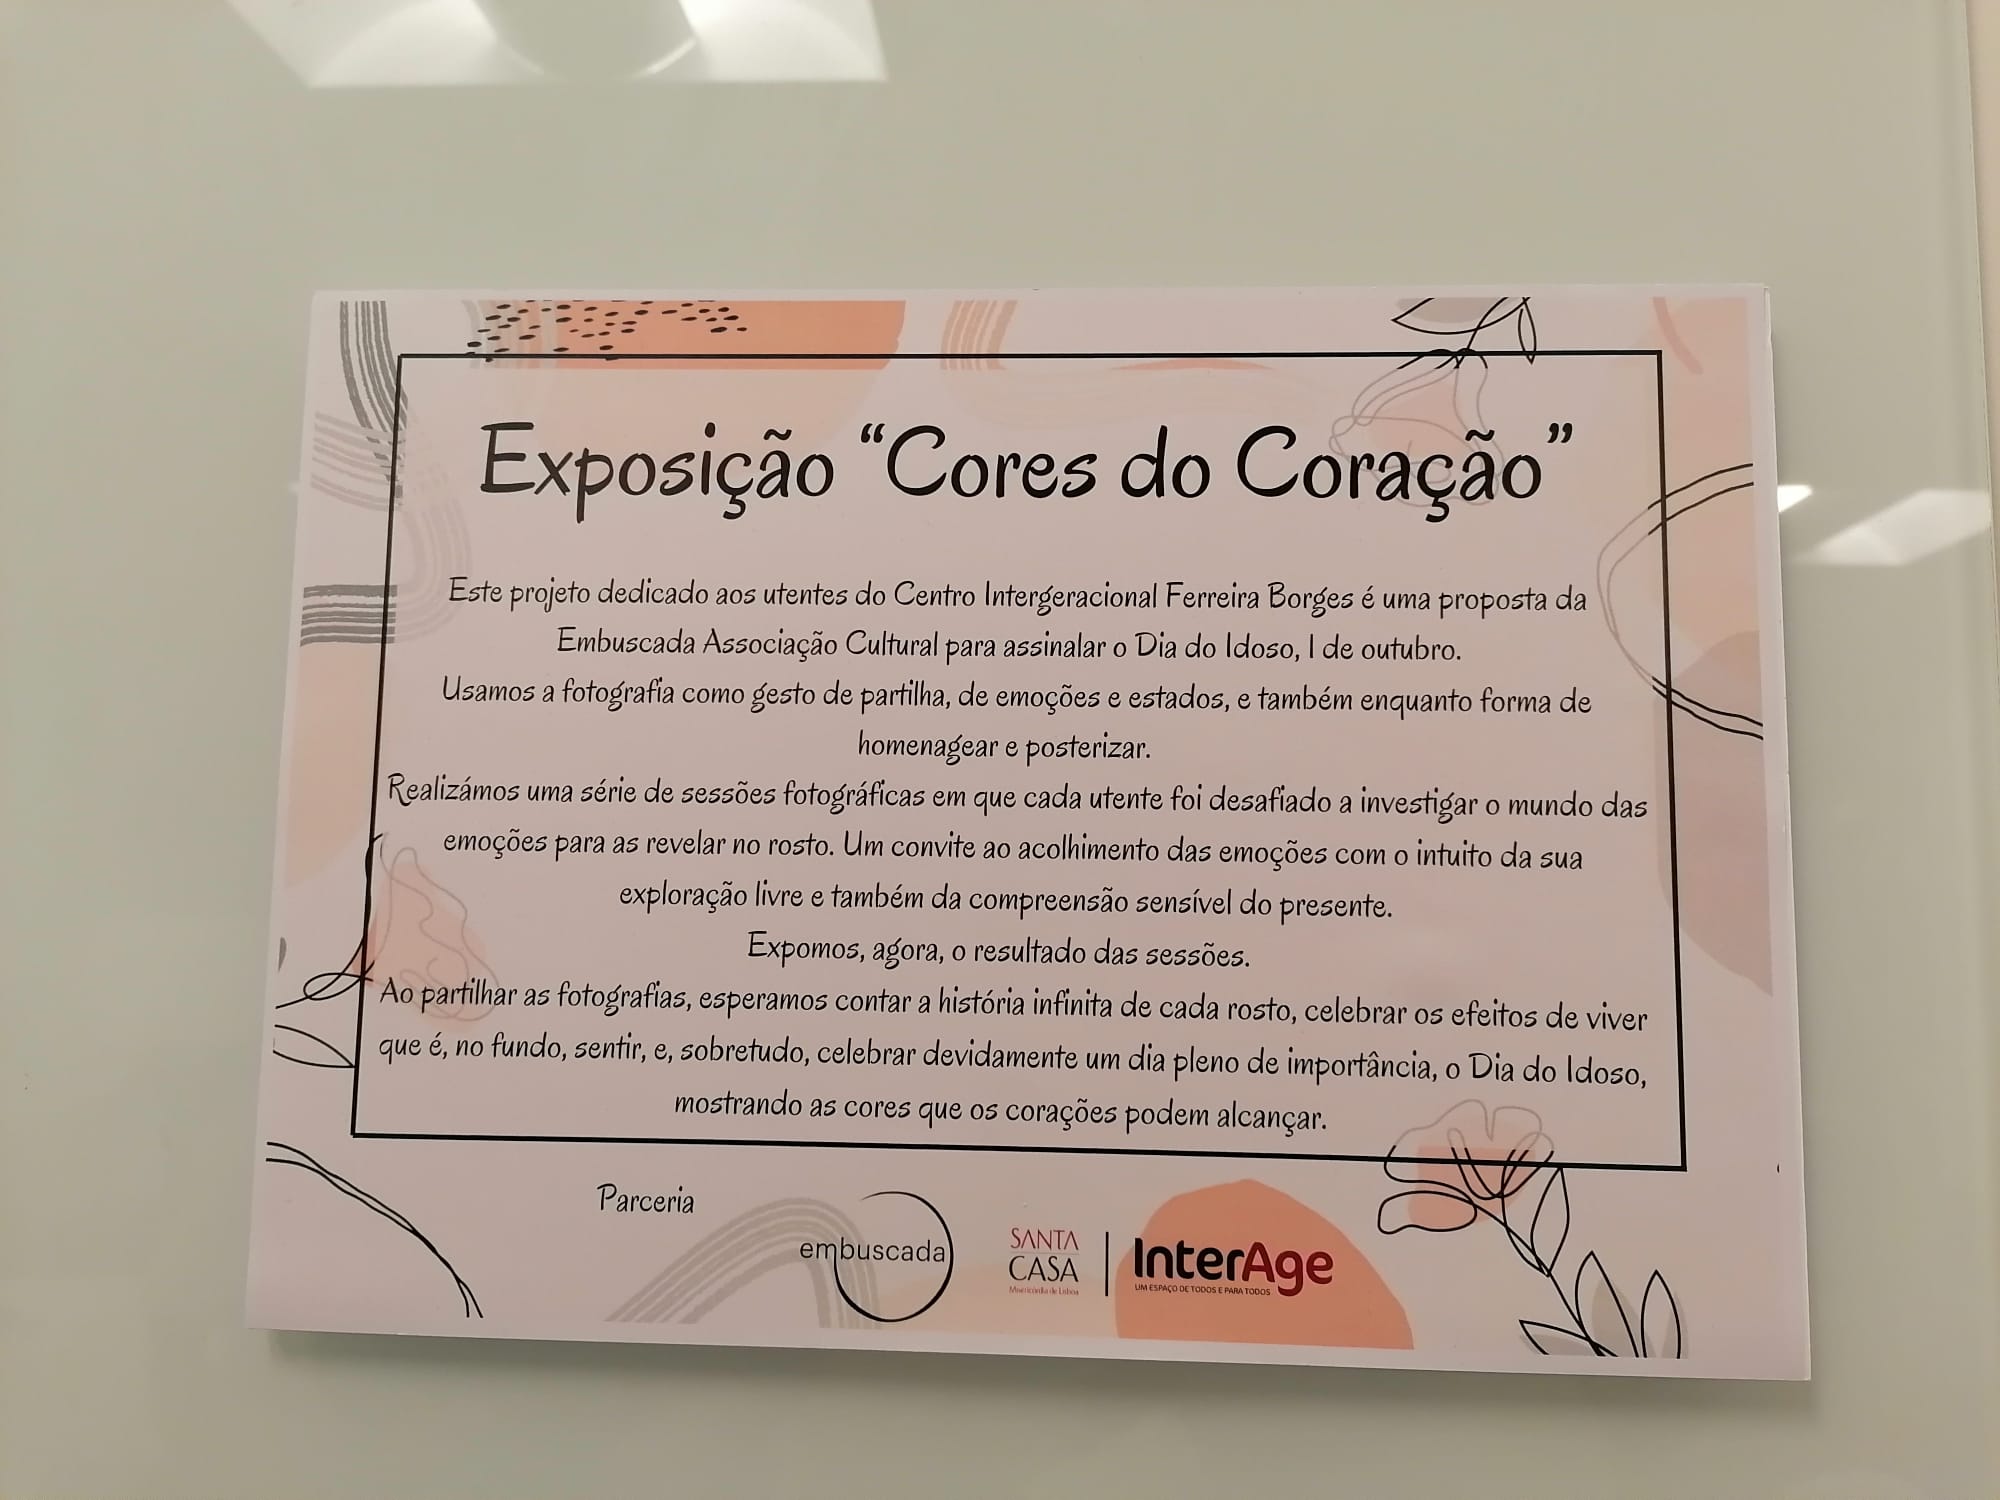 Exposição “Cores do Coração”
Este projeto dedicado aos utentes do Centro Intergeracional Ferreira Borges é uma proposta da
Embuscada Associação Cultural para assinalar o Dia do Idoso, 1 de outubro.
Usamos a fotografia como gesto de partilha, de emoções e estados, e também enquanto forma de
homenagear e posterizar.
Realizámos uma série de sessões fotográficas em que cada utente foi desafiado a investigar o mundo das
emoções para as revelar no rosto. Um convite ao acolhimento das emoções com o intuito da sua
exploração livre e também da compreensão sensível do presente.
Expomos, agora, o resultado das sessões.
Ao partilhar as fotografias, esperamos contar a história infinita de cada rosto, celebrar os efeitos de viver
que é, no fundo, sentir, e, sobretudo, celebrar devidamente um dia pleno de importância, o Dia do Idoso,
mostrando as cores que os corações podem alcançar.
Parceria
embuscada
SANTA
CASA
Misericórdia de Lisboa
InterAge
UM ESPAÇO DE TODOS E PARA TODOS